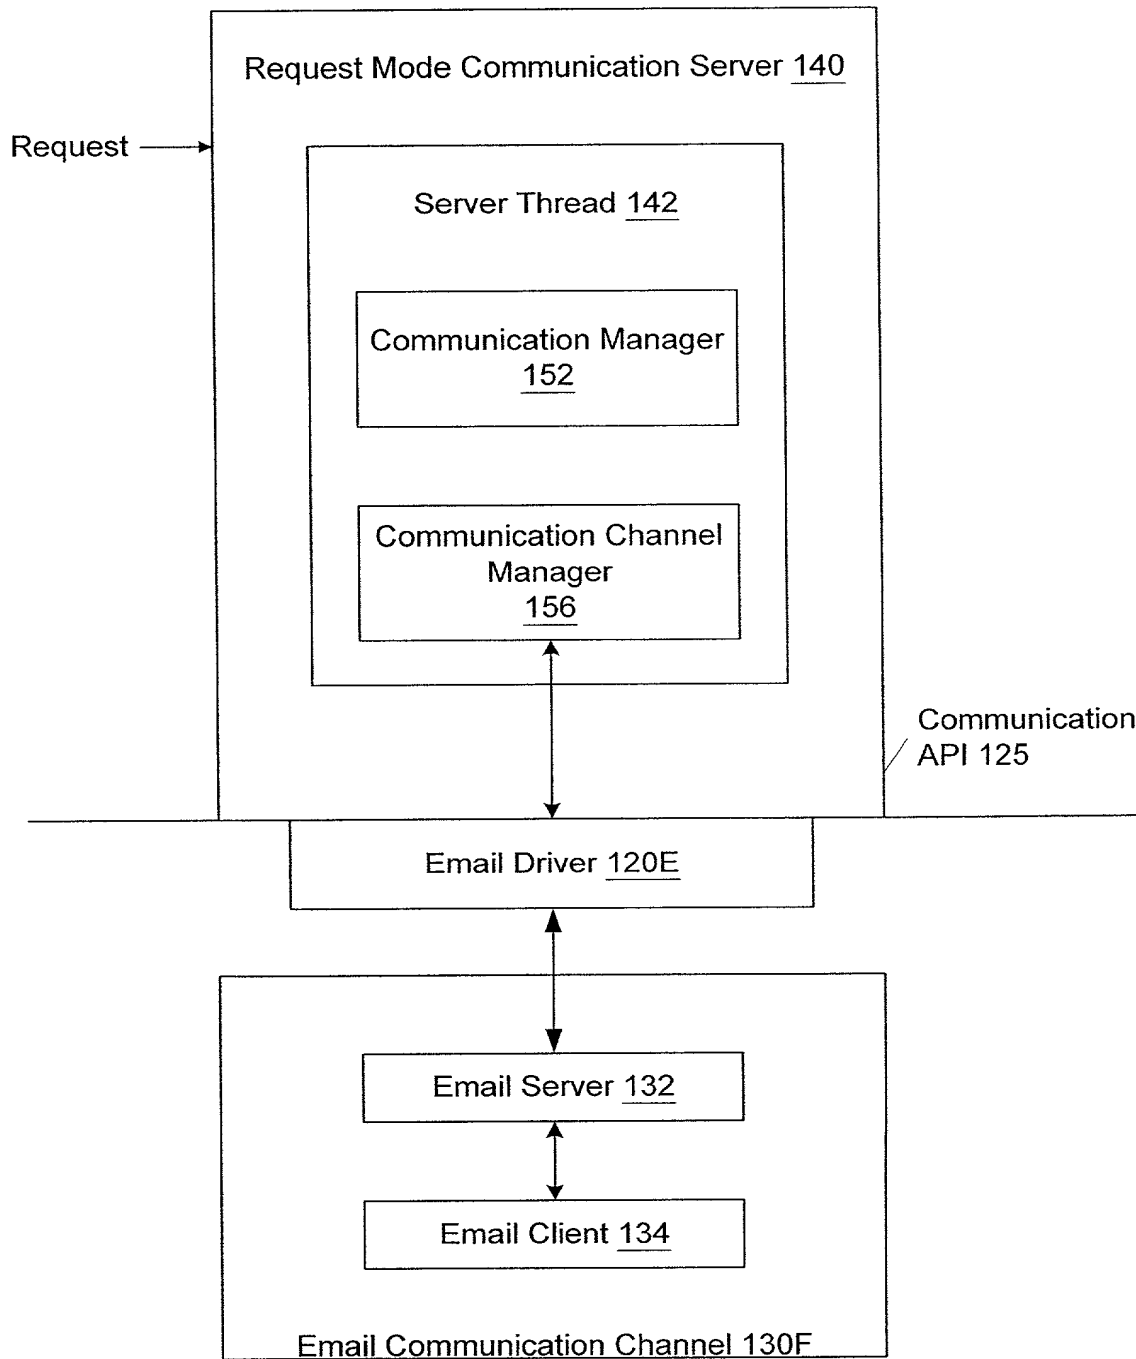 Request Mode Communication Server 140
Request
Server Thread 142
Communication Manager
152
Communication Channel
Manager
156
Communication
API 125
Email Driver 120E
Email Server 132
Email Client 134
Email Communication Channel 130F